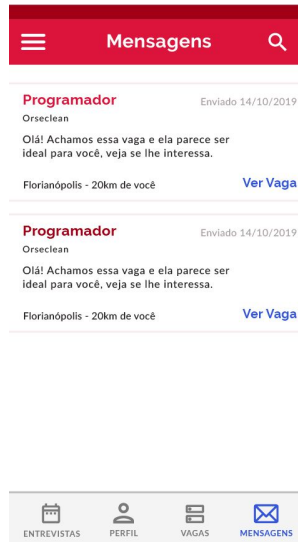 Mensagens
Programador
Enviado 14/10/2019
Orseclean
Olá! Achamos essa vaga e ela parece ser
ideal para você, veja se lhe interessa.
Florianópolis - 20km de você
Ver Vaga
Programador
Enviado 14/10/2019
Orseclean
Olá! Achamos essa vaga e ela parece ser
ideal para você, veja se lhe interessa.
Florianópolis - 20km de você
Ver Vaga
ENTREVISTAS
PERFIL
VAGAS
MENSAGENS